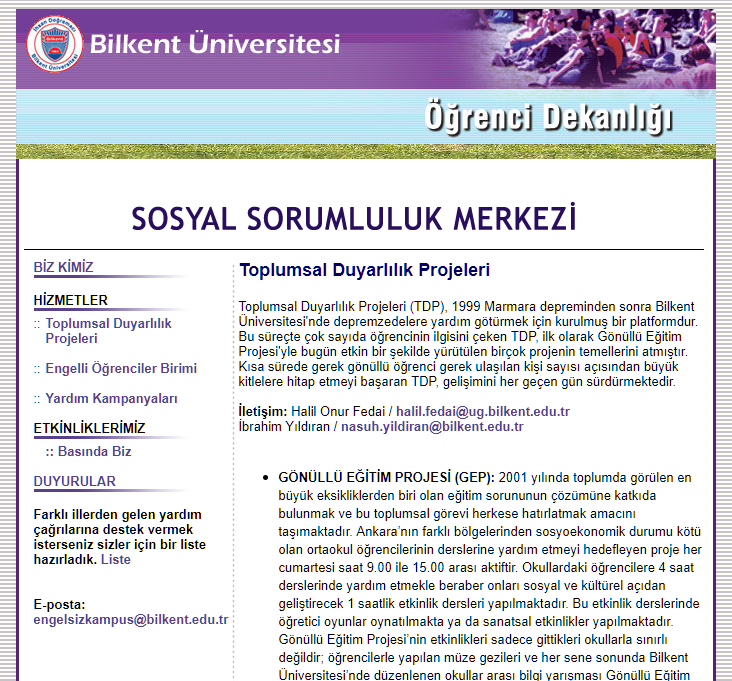 İhsan Doğramacı
Bilkent Üniversitesi
Bilkent Üniversitesi
Öğrenci Dekanlığı
SOSYAL SORUMLULUK MERKEZİ
BİZ KİMİZ
HİZMETLER
:: Toplumsal Duyarlılık
Projeleri
:: Engelli Öğrenciler Birimi
:: Yardım Kampanyaları
ETKİNLİKLERİMİZ
:: Basında Biz
DUYURULAR
Farklı illerden gelen yardım
çağrılarına destek vermek
isterseniz sizler için bir liste
hazırladık. Liste
E-posta:
engelsizkampus@bilkent.edu.tr
Toplumsal Duyarlılık Projeleri
Toplumsal Duyarlılık Projeleri (TDP), 1999 Marmara depreminden sonra Bilkent
Üniversitesi'nde depremzedelere yardım götürmek için kurulmuş bir platformdur.
Bu süreçte çok sayıda öğrencinin ilgisini çeken TDP, ilk olarak Gönüllü Eğitim
Projesi'yle bugün etkin bir şekilde yürütülen birçok projenin temellerini atmıştır.
Kısa sürede gerek gönüllü öğrenci gerek ulaşılan kişi sayısı açısından büyük
kitlelere hitap etmeyi başaran TDP, gelişimini her geçen gün sürdürmektedir.
İletişim: Halil Onur Fedai / halil.fedai@ug.bilkent.edu.tr
İbrahim Yıldıran / nasuh.yildiran@bilkent.edu.tr
• GÖNÜLLÜ EĞİTİM PROJESİ (GEP): 2001 yılında toplumda görülen en
büyük eksikliklerden biri olan eğitim sorununun çözümüne katkıda
bulunmak ve bu toplumsal görevi herkese hatırlatmak amacını
taşımaktadır. Ankara’nın farklı bölgelerinden sosyoekonomik durumu kötü
olan ortaokul öğrencilerinin derslerine yardım etmeyi hedefleyen proje her
cumartesi saat 9.00 ile 15.00 arası aktiftir. Okullardaki öğrencilere 4 saat
derslerinde yardım etmekle beraber onları sosyal ve kültürel açıdan
geliştirecek 1 saatlik etkinlik dersleri yapılmaktadır. Bu etkinlik derslerinde
öğretici oyunlar oynatılmakta ya da sanatsal etkinlikler yapılmaktadır.
Gönüllü Eğitim Projesi’nin etkinlikleri sadece gittikleri okullarla sınırlı
değildir; öğrencilerle yapılan müze gezileri ve her sene sonunda Bilkent
Üniversitesi’nde düzenlenen okullar arası bilgi yarışması Gönüllü Eğitim